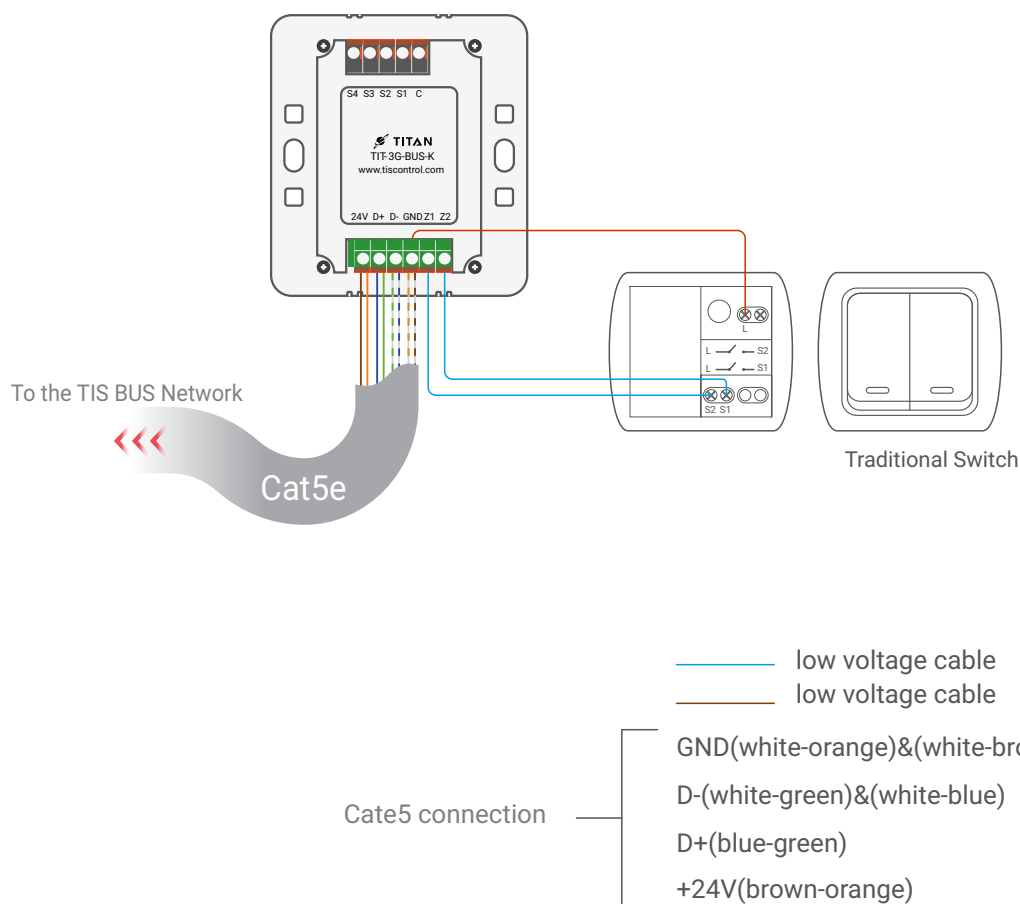 S4 S3 S2 S1 C
TITAN
TIT-3G-BUS-K
www.tiscontrol.com
24V D+ D- GND Z1 Z2
L
L S2
L S1
S2 S1
To the TIS BUS Network
Cat5e
Traditional Switch
low voltage cable
low voltage cable
Cate5 connection
GND(white-orange)&(white-bro
D-(white-green)&(white-blue)
D+(blue-green)
+24V(brown-orange)